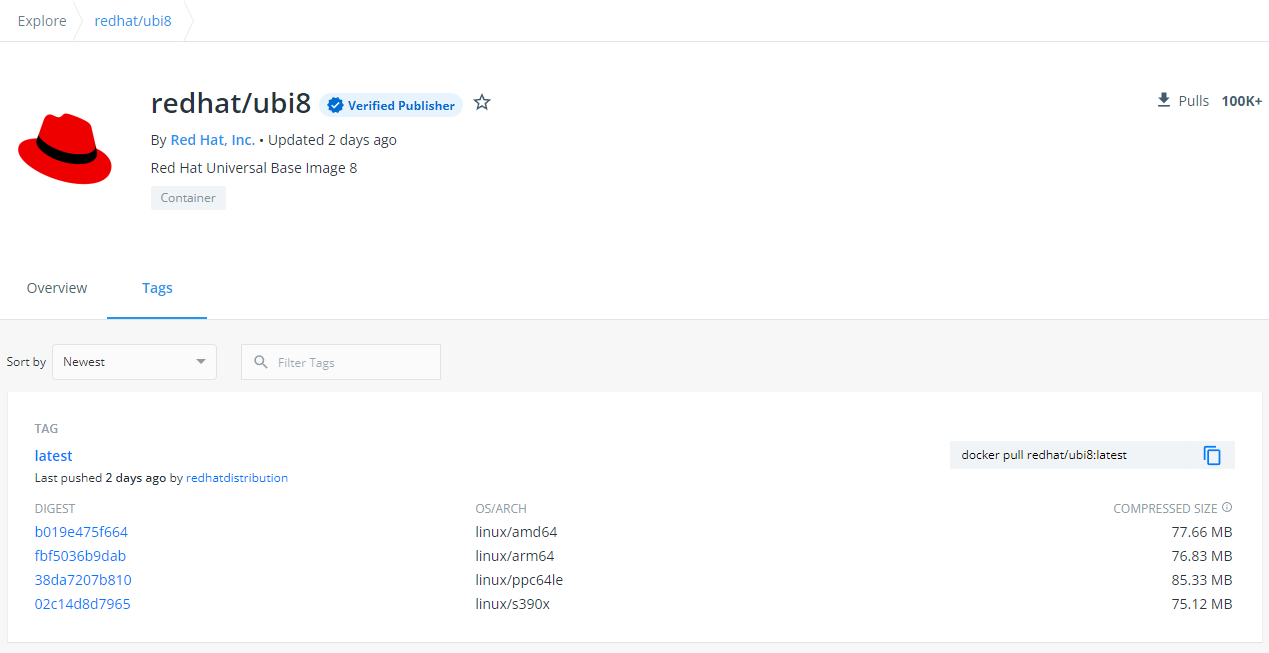 Explore redhat/ubi8
redhat/ubi8 Verified Publisher
Pulls 100K+
By Red Hat, Inc. • Updated 2 days ago
Red Hat Universal Base Image 8
Container
Overview Tags
Sort by Newest Filter Tags
TAG
latest
docker pull redhat/ubi8:latest
Last pushed 2 days ago by redhatdistribution
DIGEST OS/ARCH COMPRESSED SIZE
b019e475f664 linux/amd64 77.66 MB
fbf5036b9dab linux/arm64 76.83 MB
38da7207b810 linux/ppc64le 85.33 MB
02c14d8d7965 linux/s390x 75.12 MB